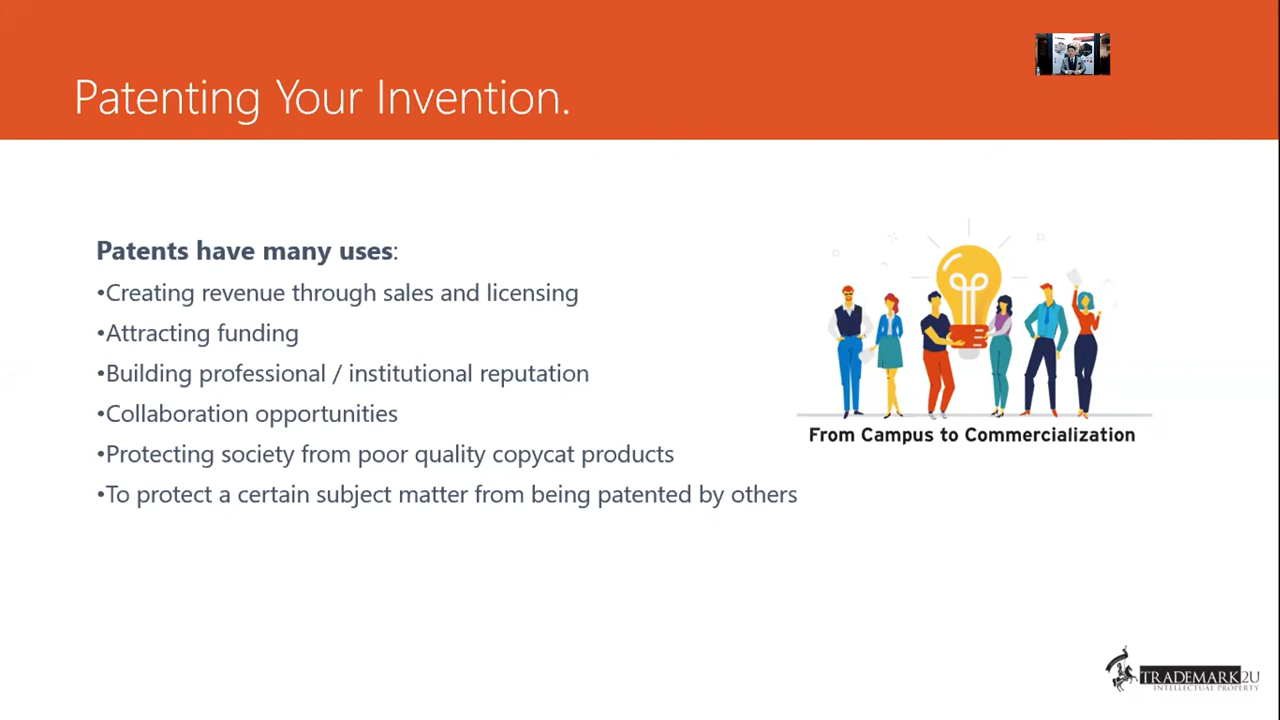 Patenting Your Invention.
Patents have many uses:
•Creating revenue through sales and licensing
•Attracting funding
•Building professional / institutional reputation
•Collaboration opportunities
•Protecting society from poor quality copycat products
•To protect a certain subject matter from being patented by others
From Campus to Commercialization
TRADEMARK2U
INTELLECTUAL PROPERTY